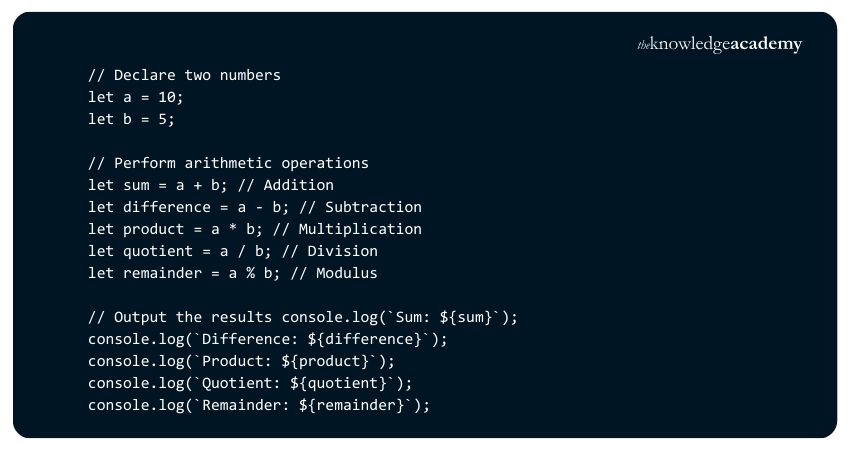 theknowledgeacademy
// Declare two numbers
let a = 10;
let b = 5;
// Perform arithmetic operations
let sum = a + b; // Addition
let difference = a - b; // Subtraction
let product = a * b; // Multiplication
let quotient = a / b; // Division
let remainder = a % b; // Modulus
// Output the results console.log(`Sum: ${sum}`);
console.log(`Difference: ${difference}`);
console.log(`Product: ${product}`);
console.log(`Quotient: ${quotient}`);
console.log(`Remainder: ${remainder}`);